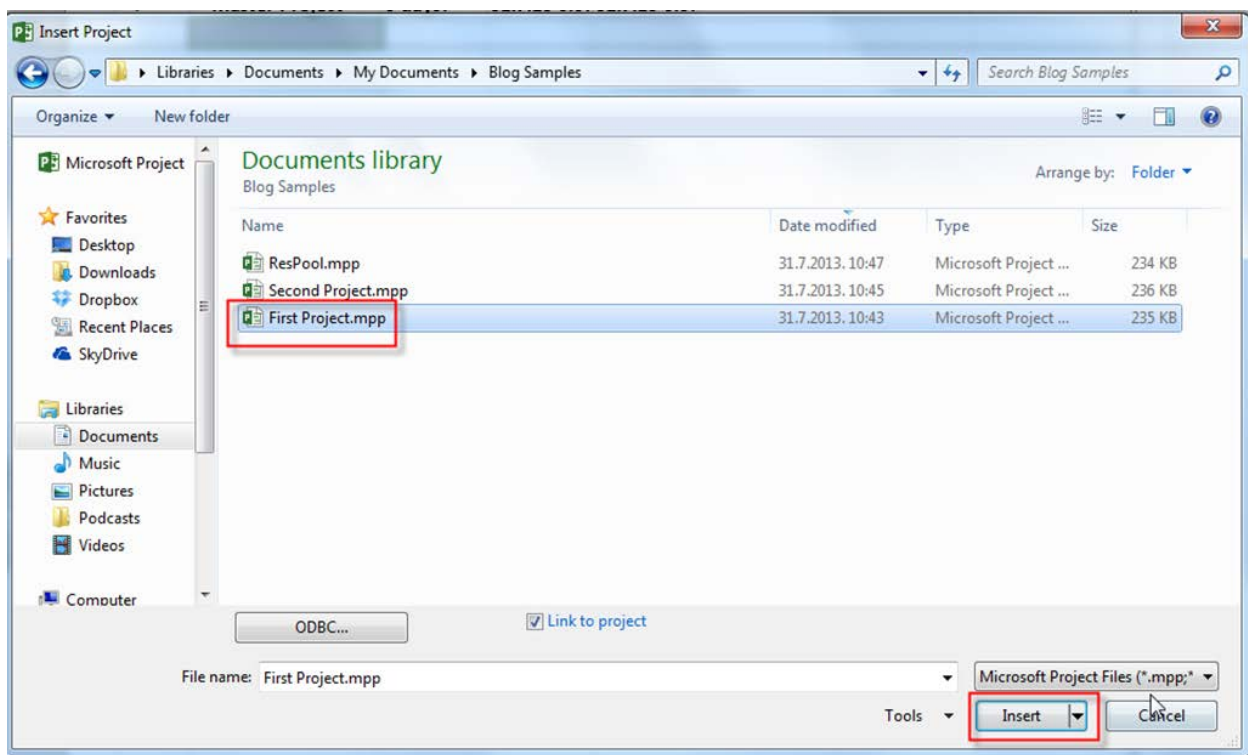 Insert Project
Libraries Documents My Documents Blog Samples
Search Blog Samples
Organize New folder
Microsoft Project
Favorites
Desktop
Downloads
Dropbox
Recent Places
SkyDrive
Libraries
Documents
Music
Pictures
Podcasts
Videos
Computer
Documents library
Blog Samples
Arrange by: Folder
Name Date modified Type Size
ResPool.mpp 31.7.2013. 10:47 Microsoft Project ... 234 KB
Second Project.mpp 31.7.2013. 10:45 Microsoft Project ... 236 KB
First Project.mpp 31.7.2013. 10:43 Microsoft Project ... 235 KB
ODBC... Link to project
File name: First Project.mpp Microsoft Project Files (*.mpp;*
Tools Insert Cancel